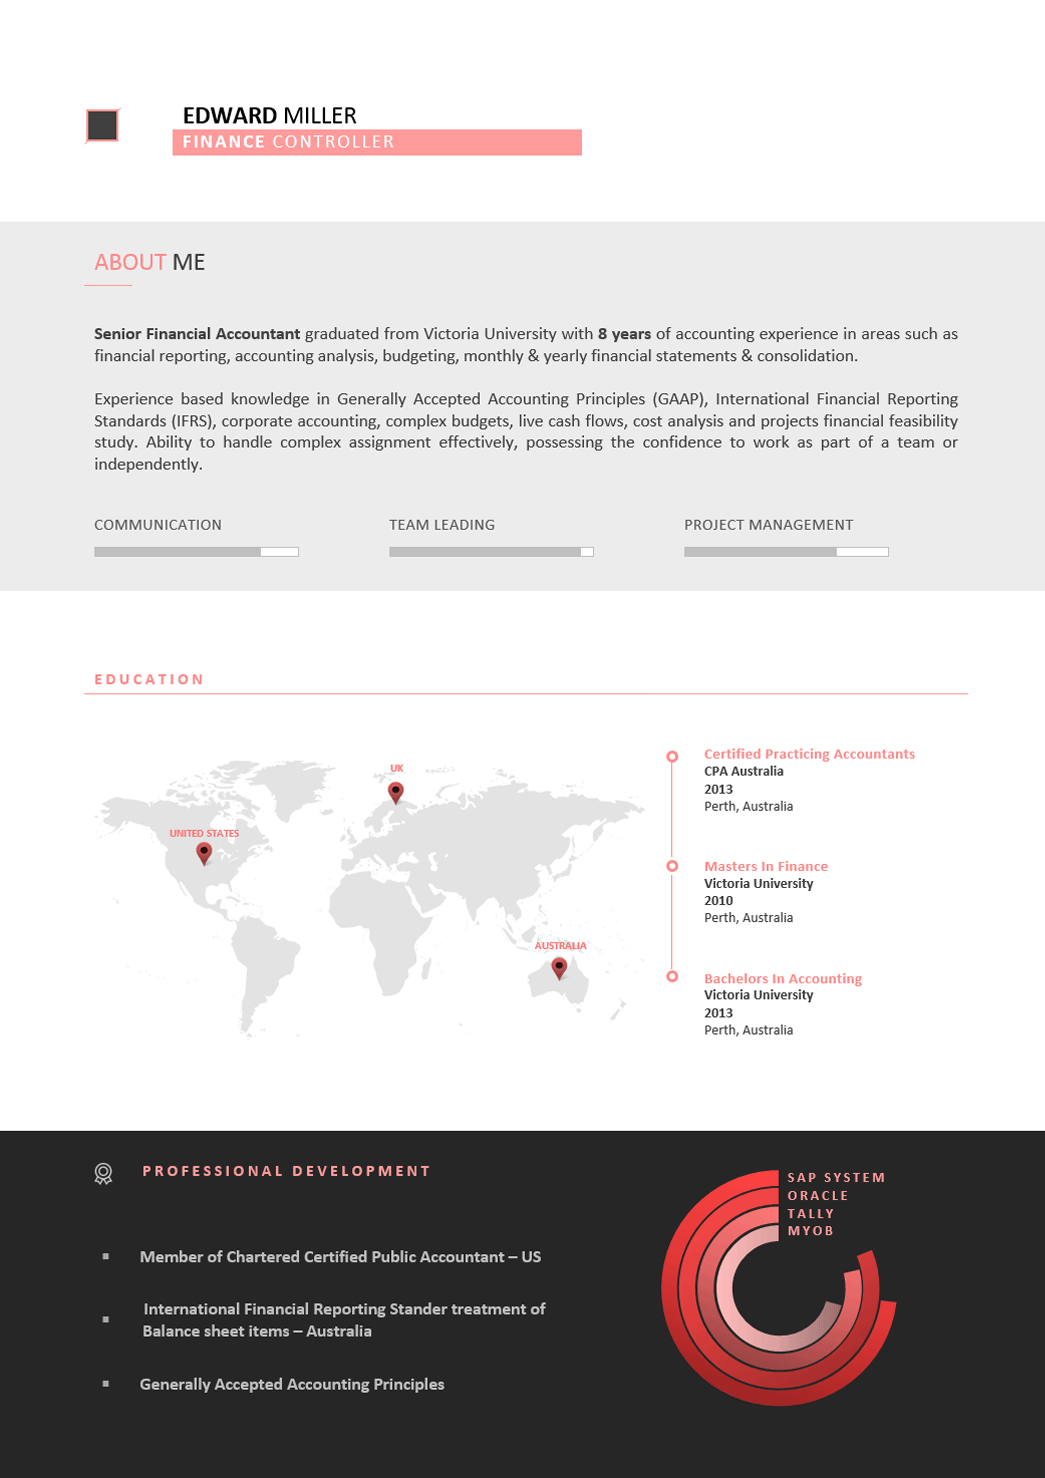 EDWARD MILLER
FINANCE CONTROLLER
ABOUT ME
Senior Financial Accountant graduated from Victoria University with 8 years of accounting experience in areas such as
financial reporting, accounting analysis, budgeting, monthly & yearly financial statements & consolidation.
Experience based knowledge in Generally Accepted Accounting Principles (GAAP), International Financial Reporting
Standards (IFRS), corporate accounting, complex budgets, live cash flows, cost analysis and projects financial feasibility
study. Ability to handle complex assignment effectively, possessing the confidence to work as part of a team or
independently.
COMMUNICATION
TEAM LEADING
PROJECT MANAGEMENT
EDUCATION
UK
UNITED STATES
AUSTRALIA
Certified Practicing Accountants
CPA Australia
2013
Perth, Australia
Masters In Finance
Victoria University
2010
Perth, Australia
Bachelors In Accounting
Victoria University
2013
Perth, Australia
PROFESSIONAL DEVELOPMENT
Member of Chartered Certified Public Accountant – US
International Financial Reporting Stander treatment of
Balance sheet items – Australia
Generally Accepted Accounting Principles
SAP SYSTEM
ORACLE
TALLY
MYOB